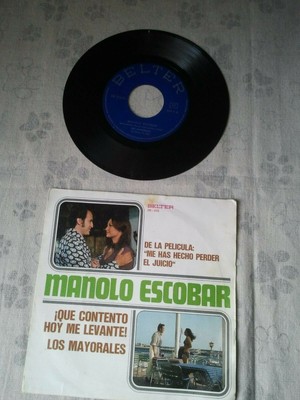 BELTER
BELTER
DE LA PELICULA:
"ME HAS HECHO PERDER
EL JUICIO"
MANOLO ESCOBAR
¡QUE CONTENTO
HOY ME LEVANTE!
LOS MAYORALES